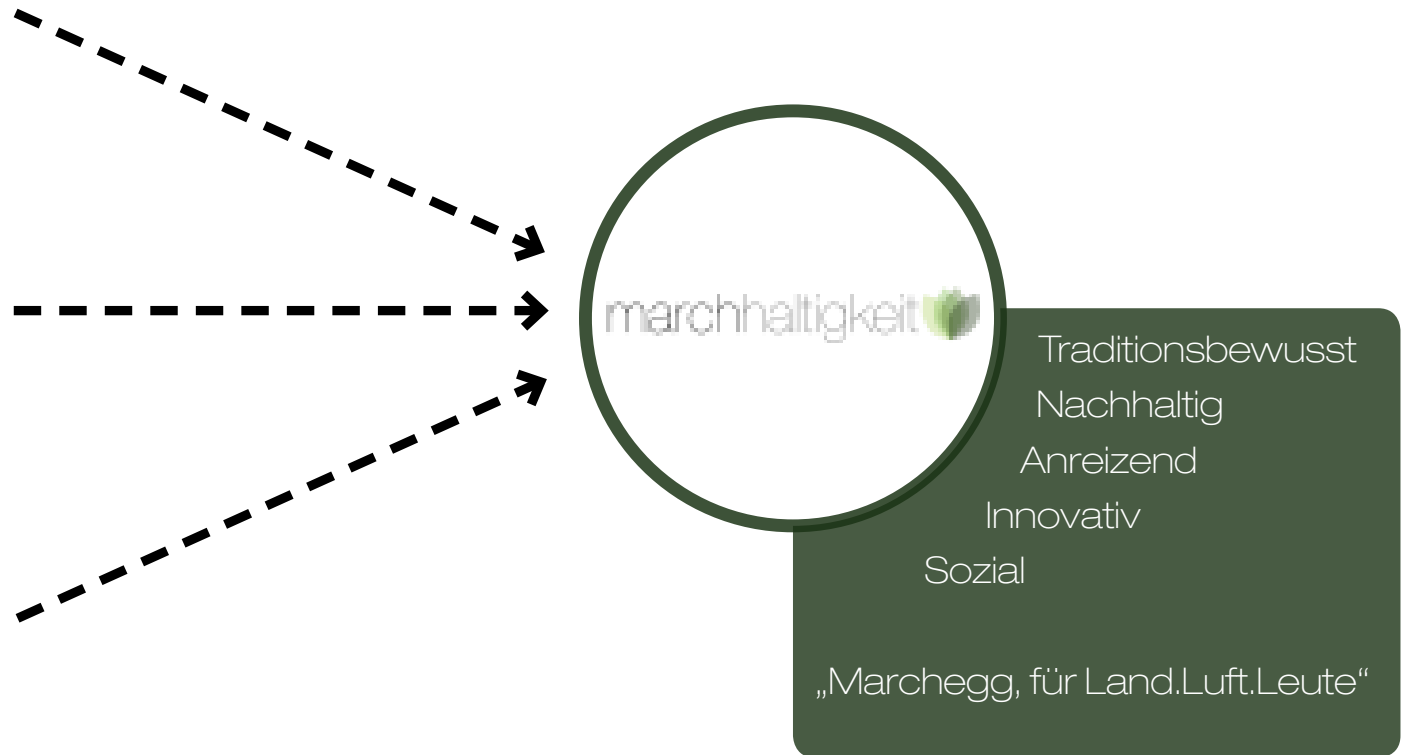 marchhaltigkeit
Traditionsbewusst
Nachhaltig
Anreizend
Innovativ
Sozial
„Marchegg, für Land.Luft.Leute“